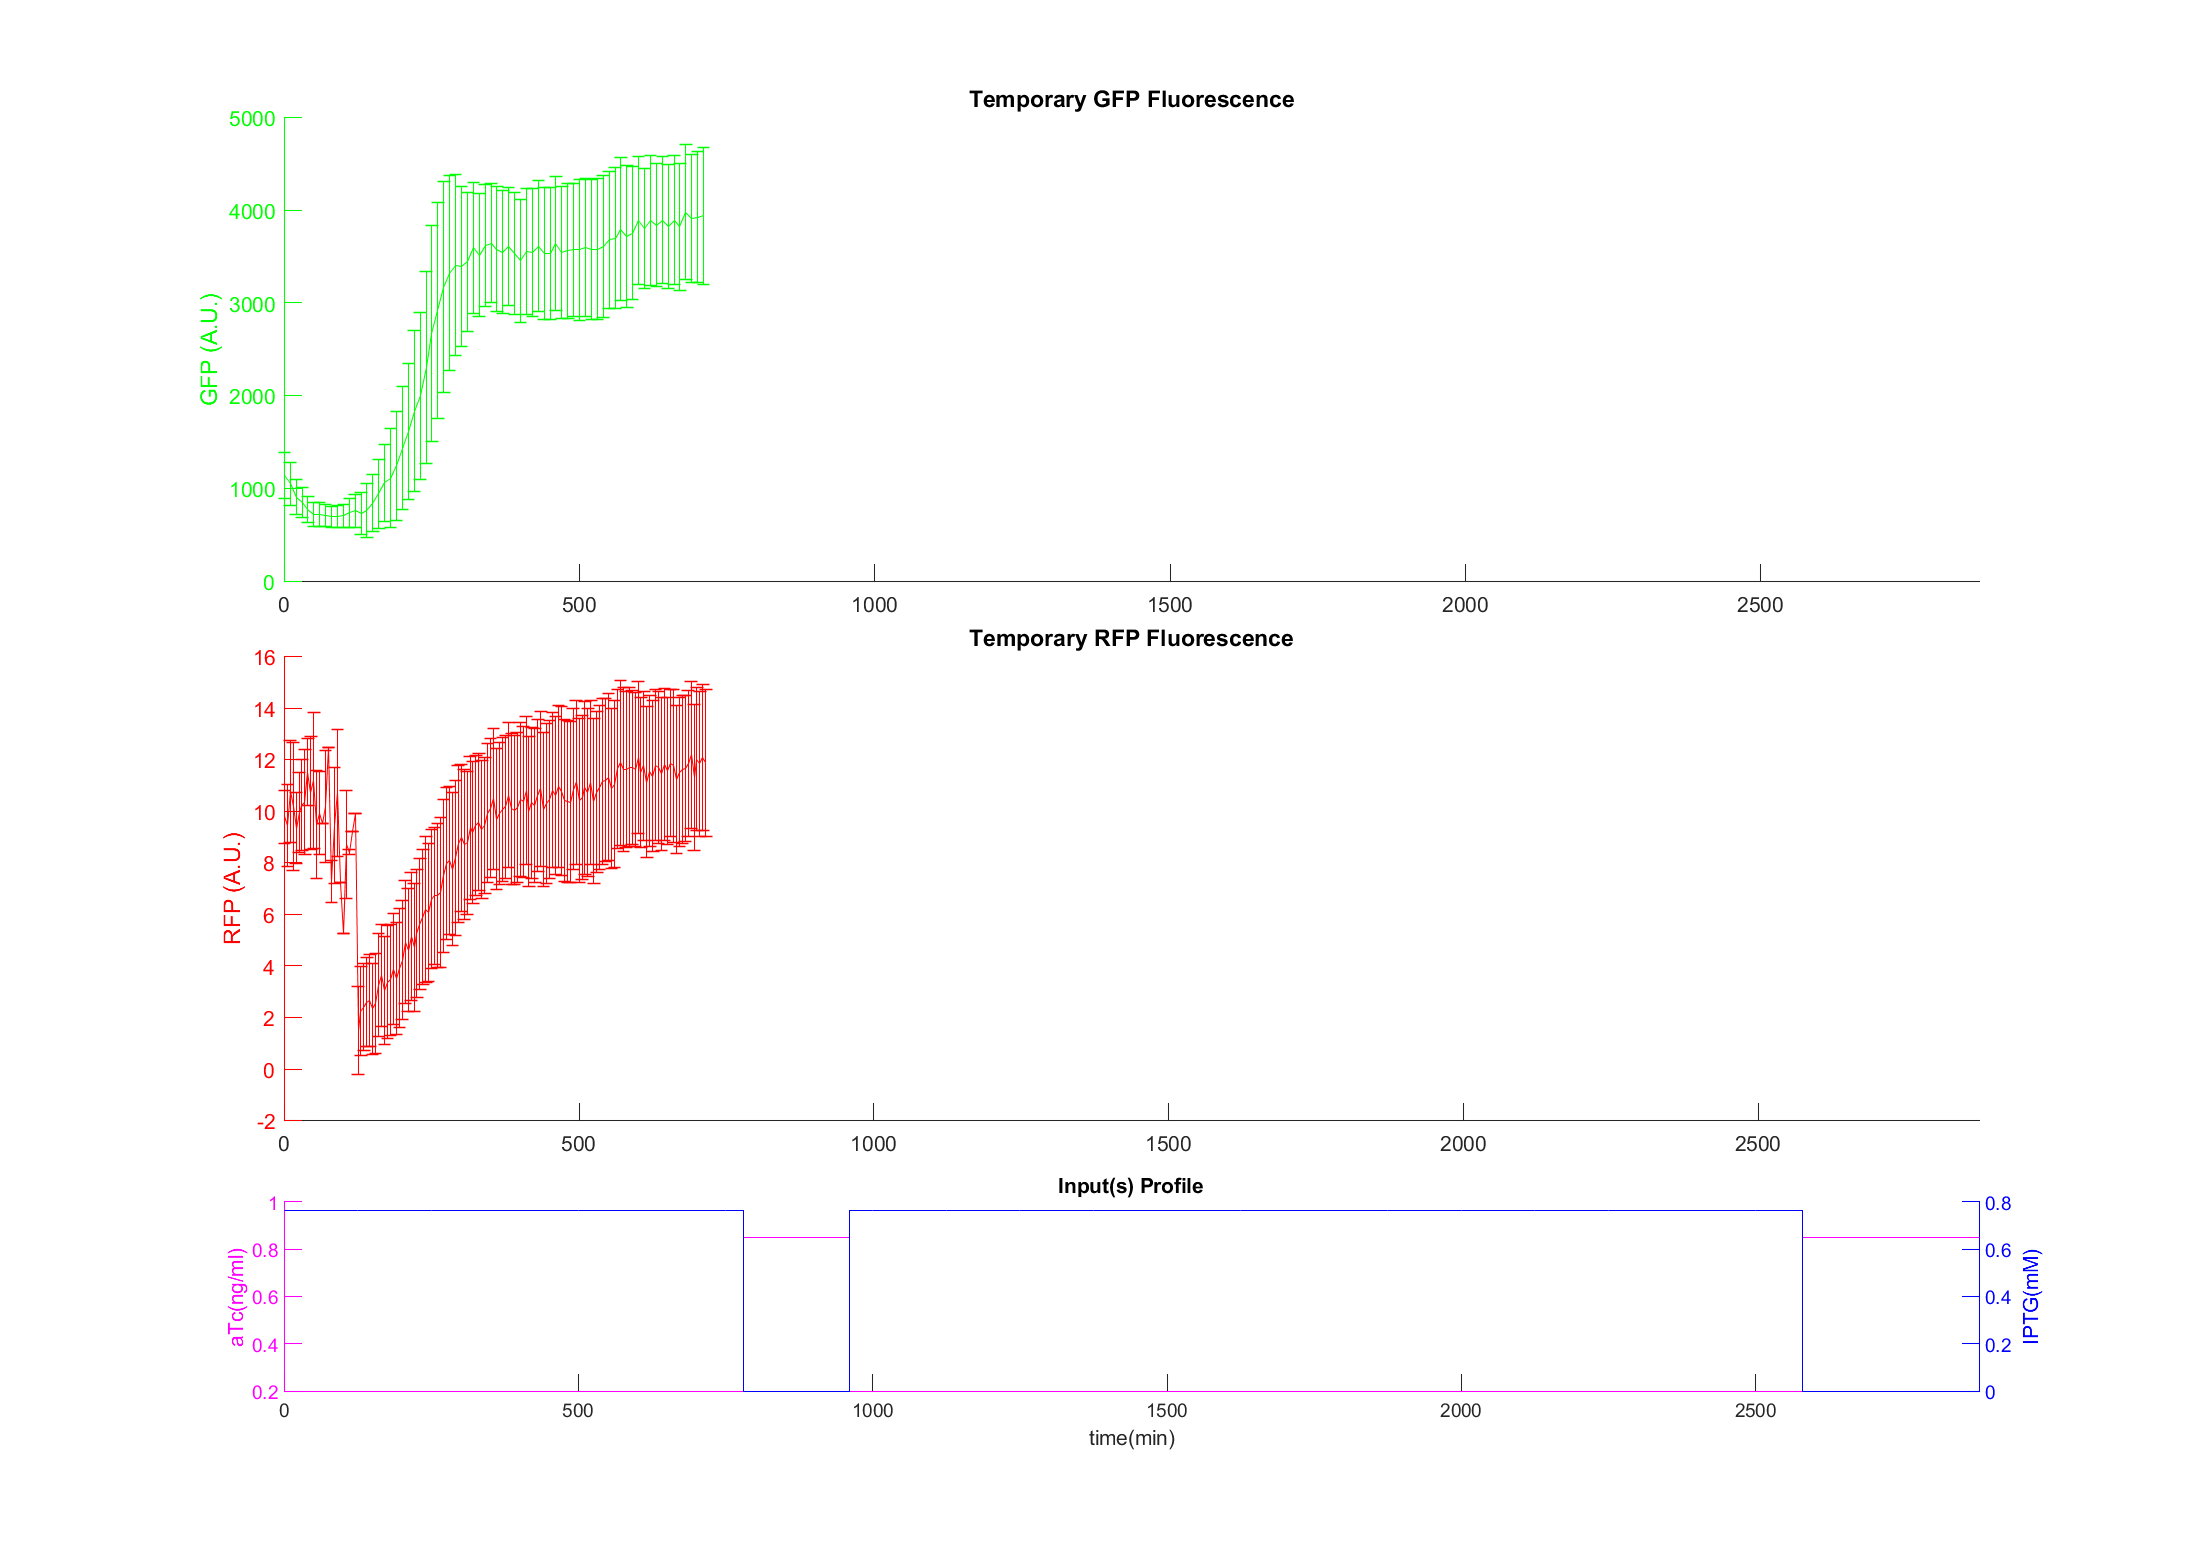 Temporary GFP Fluorescence
5000
4000
3000
2000
1000
0
GFP (A.U.)
0 500 1000 1500 2000 2500
Temporary RFP Fluorescence
16
14
12
10
8
6
4
2
0
-2
RFP (A.U.)
0 500 1000 1500 2000 2500
Input(s) Profile
1
0.8
0.6
0.4
0.2
aTc(ng/ml)
0.8
0.6
0.4
0.2
0
IPTG(mM)
0 500 1000 1500 2000 2500
time(min)